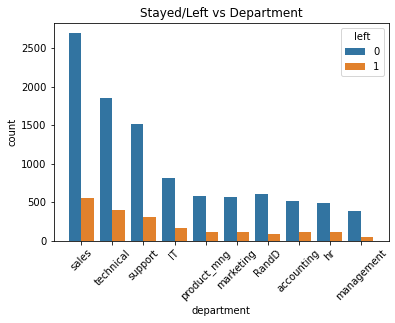 Stayed/Left vs Department
left
0
1
2500
2000
1500
1000
500
0
count
sales
technical
support
IT
product_mng
marketing
RandD
accounting
hr
management
department